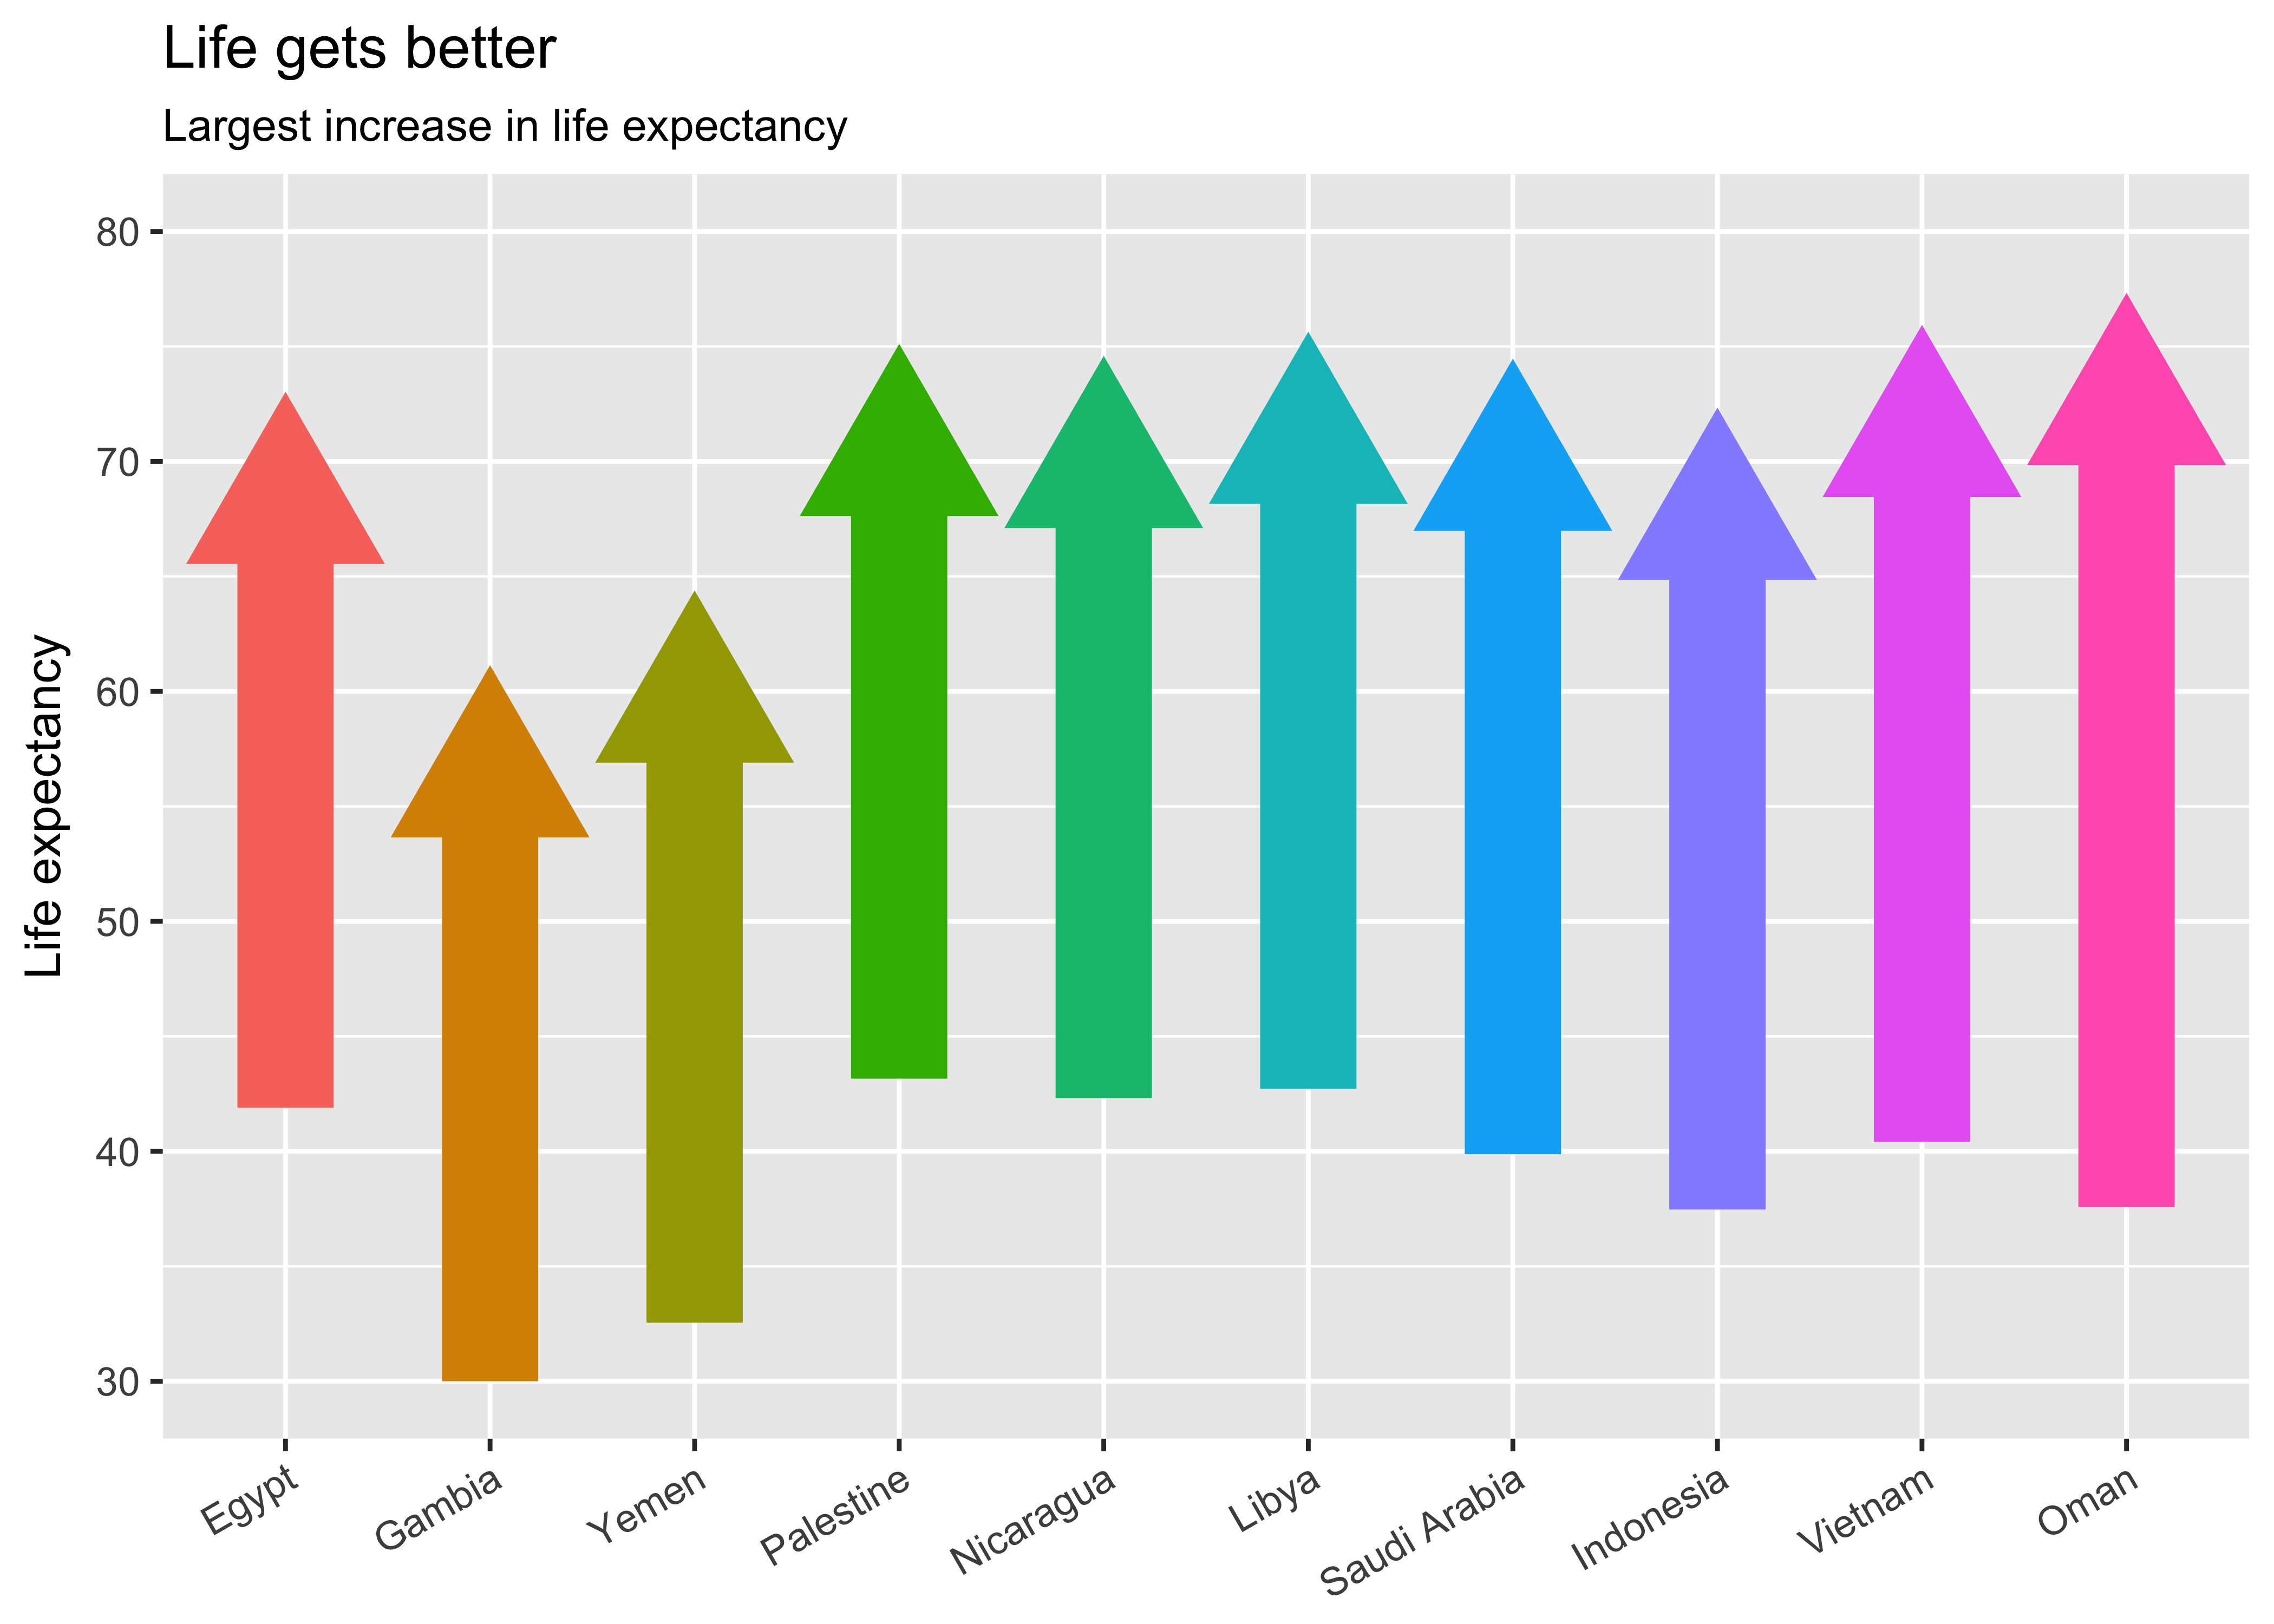 Life gets better
Largest increase in life expectancy
Life expectancy
80
70
60
50
40
30
Egypt
Gambia
Yemen
Palestine
Nicaragua
Libya
Saudi Arabia
Indonesia
Vietnam
Oman